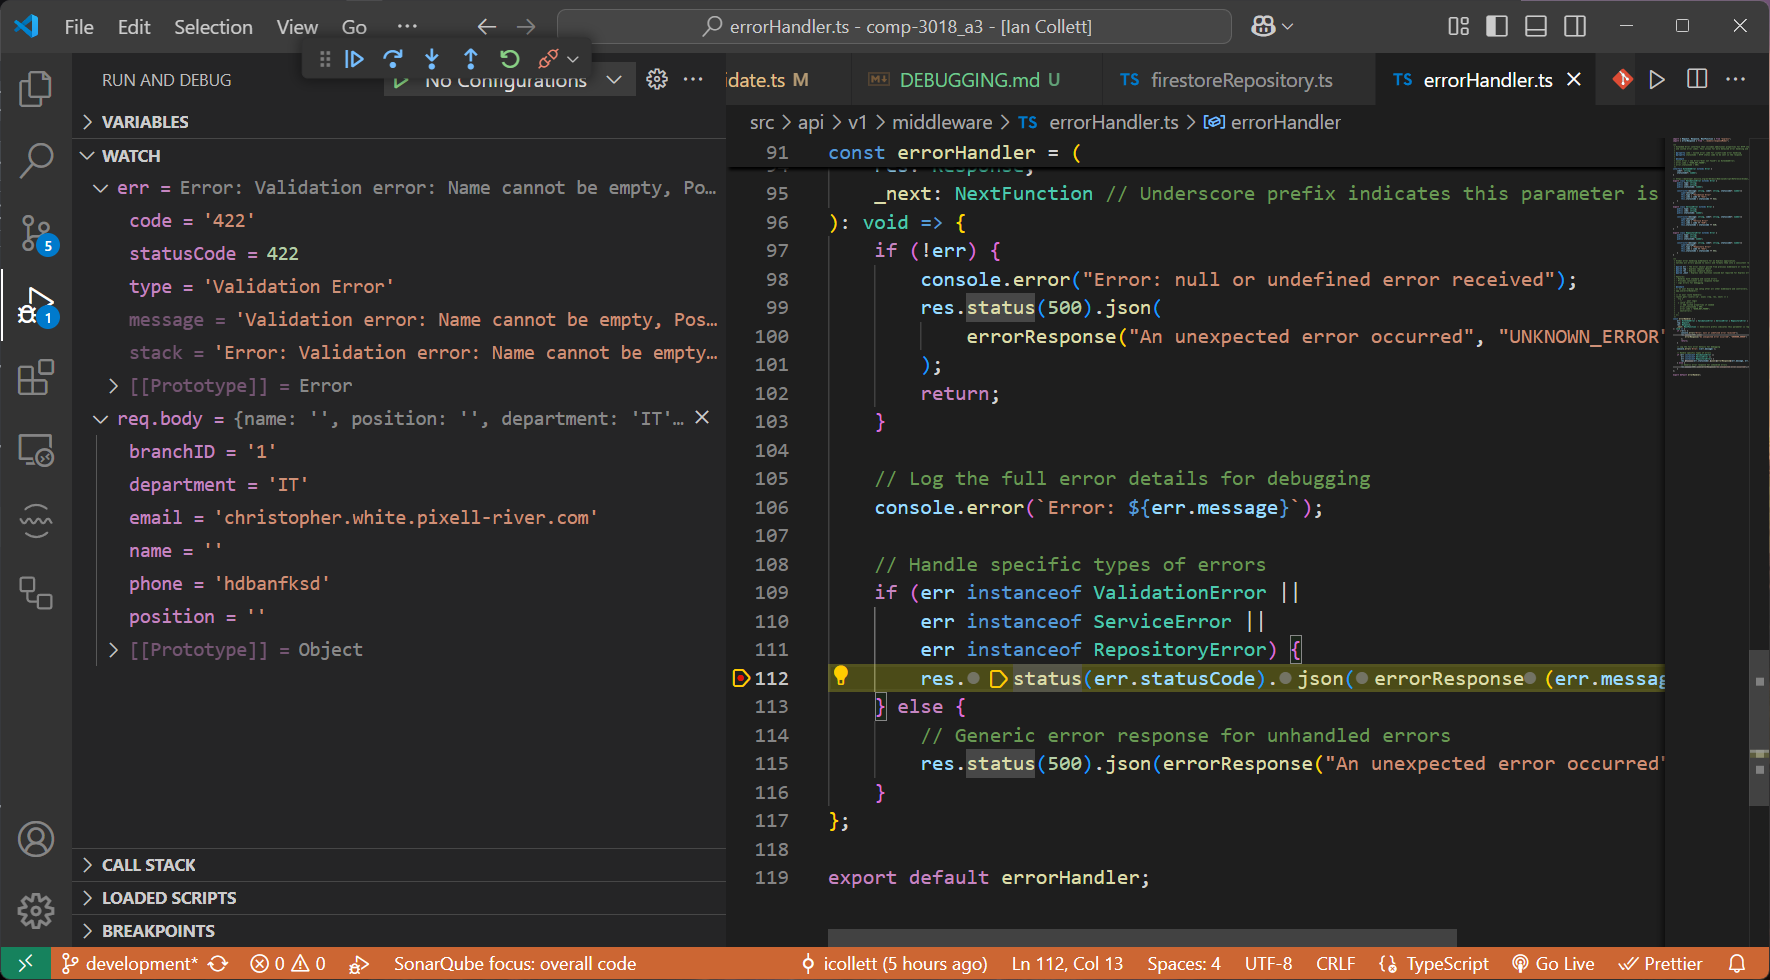 File Edit Selection View Go ··· errorHandler.ts - comp-3018_a3 - [Ian Collett]
RUN AND DEBUG
No Configurations
VARIABLES
WATCH
err = Error: Validation error: Name cannot be empty, Po…
code = '422'
statusCode = 422
type = 'Validation Error'
message = 'Validation error: Name cannot be empty, Pos…
stack = 'Error: Validation error: Name cannot be empty…
[[Prototype]] = Error
req.body = {name: '', position: '', department: 'IT'…
branchID = '1'
department = 'IT'
email = 'christopher.white.pixell-river.com'
name = ''
phone = 'hdbanfksd'
position = ''
[[Prototype]] = Object
CALL STACK
LOADED SCRIPTS
BREAKPOINTS
5
1
idate.ts M DEBUGGING.md U TS firestoreRepository.ts TS errorHandler.ts
src > api > v1 > middleware > TS errorHandler.ts > errorHandler
91 const errorHandler = (
95 _next: NextFunction // Underscore prefix indicates this parameter is
96 ): void => {
97 if (!err) {
98 console.error("Error: null or undefined error received");
99 res.status(500).json(
100 errorResponse("An unexpected error occurred", "UNKNOWN_ERROR"
101 );
102 return;
103 }
104
105 // Log the full error details for debugging
106 console.error(`Error: ${err.message}`);
107
108 // Handle specific types of errors
109 if (err instanceof ValidationError ||
110 err instanceof ServiceError ||
111 err instanceof RepositoryError) {
112 res.status(err.statusCode).json(errorResponse(err.messag
113 } else {
114 // Generic error response for unhandled errors
115 res.status(500).json(errorResponse("An unexpected error occurred"
116 }
117 };
118
119 export default errorHandler;
development* 0 0 SonarQube focus: overall code icollett (5 hours ago) Ln 112, Col 13 Spaces: 4 UTF-8 CRLF {} TypeScript Go Live Prettier